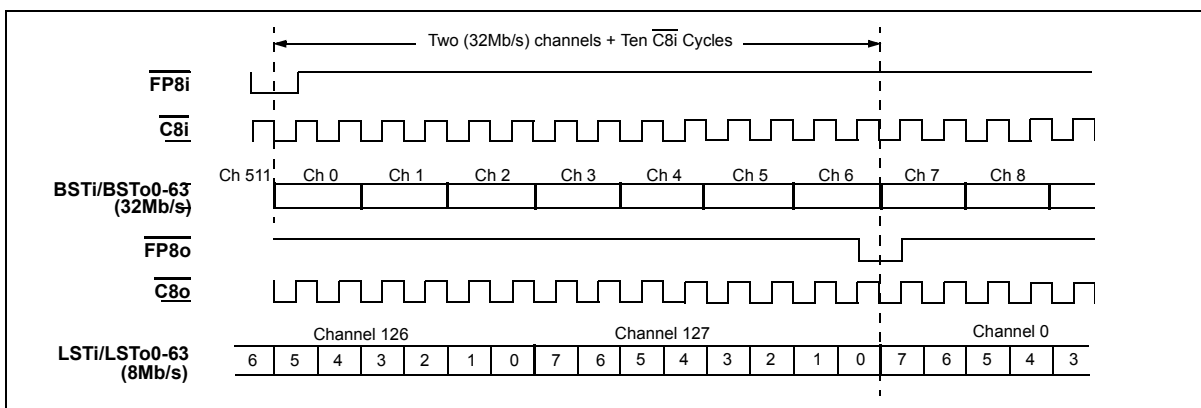 Two (32Mb/s) channels + Ten C8i Cycles
FP8i
C8i
Ch 511 Ch 0 Ch 1 Ch 2 Ch 3 Ch 4 Ch 5 Ch 6 Ch 7 Ch 8
BSTi/BSTo0-63
(32Mb/s)
FP8o
C8o
Channel 126 Channel 127 Channel 0
LSTi/LSTo0-63
(8Mb/s)
6 5 4 3 2 1 0 7 6 5 4 3 2 1 0 7 6 5 4 3